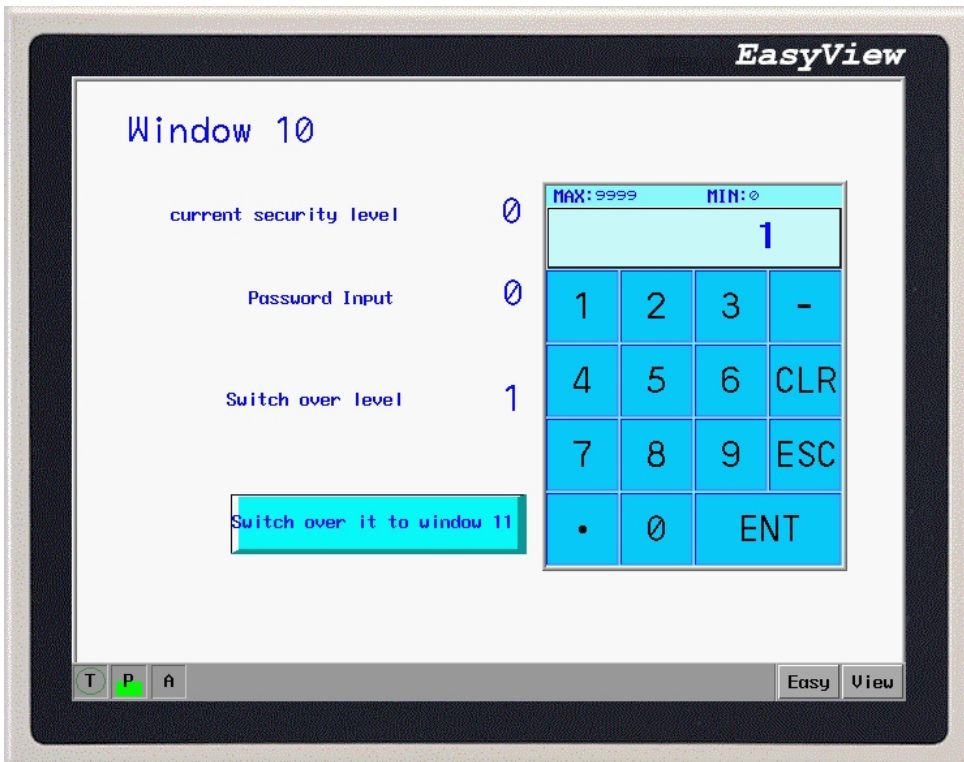 EasyView
Window 10
current security level 0
Password Input 0
Switch over level 1
Switch over it to window 11
MAX:9999 MIN:0
1
1 2 3 -
4 5 6 CLR
7 8 9 ESC
. 0 ENT
T P A Easy View